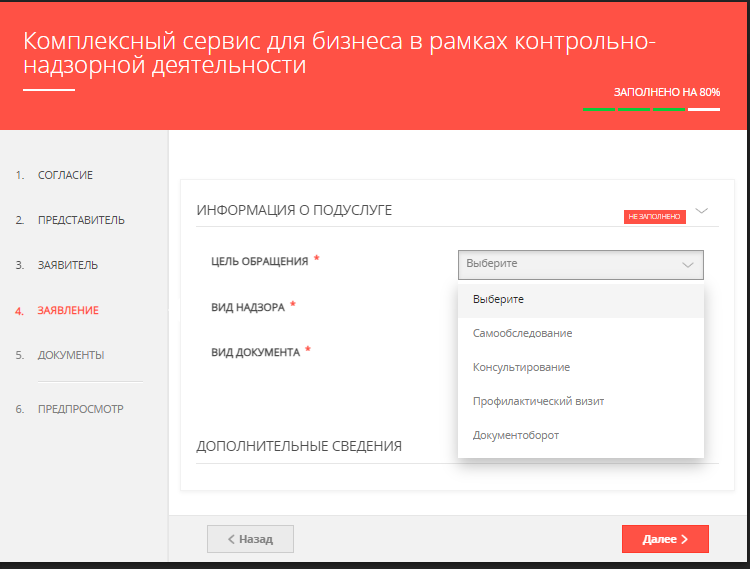 Комплексный сервис для бизнеса в рамках контрольно-
надзорной деятельности
ЗАПОЛНЕНО НА 80%
1. СОГЛАСИЕ
2. ПРЕДСТАВИТЕЛЬ
3. ЗАЯВИТЕЛЬ
4. ЗАЯВЛЕНИЕ
5. ДОКУМЕНТЫ
6. ПРЕДПРОСМОТР
ИНФОРМАЦИЯ О ПОДУСЛУГЕ
НЕ ЗАПОЛНЕНО
ЦЕЛЬ ОБРАЩЕНИЯ *
Выберите
ВИД НАДЗОРА *
ВИД ДОКУМЕНТА *
Выберите
Самообследование
Консультирование
Профилактический визит
Документоборот
ДОПОЛНИТЕЛЬНЫЕ СВЕДЕНИЯ
Назад
Далее